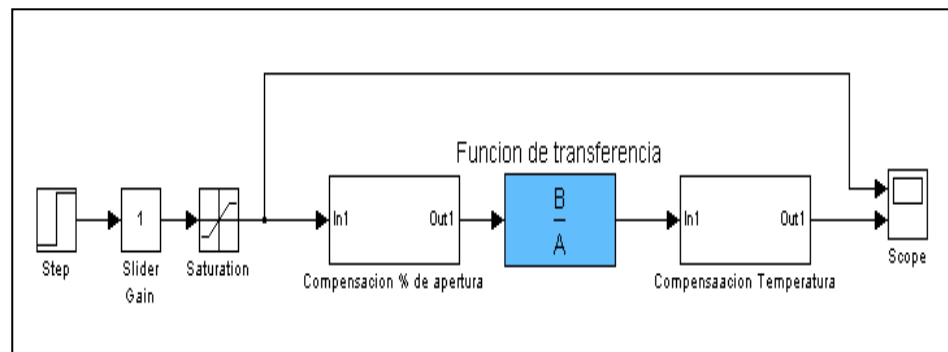 Funcion de transferencia
Step
1
Slider
Gain
Saturation
In1
Out1
Compensacion % de apertura
B
A
In1
Out1
Compensaacion Temperatura
Scope